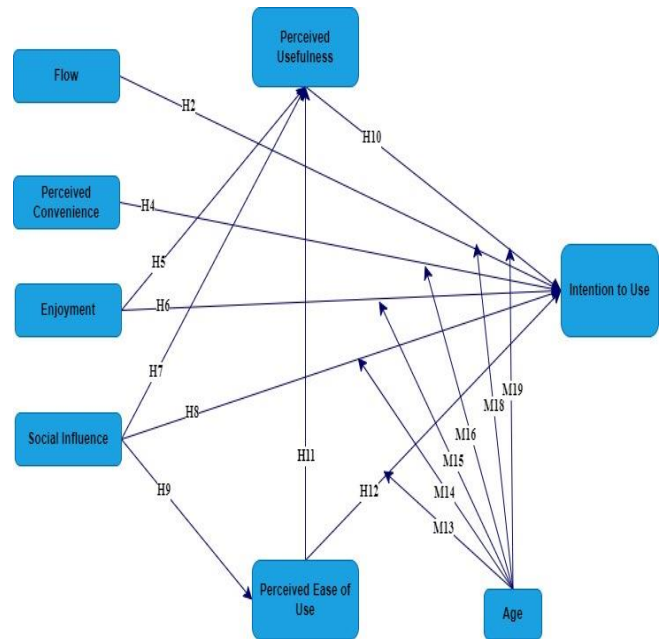 Perceived
Usefulness
Flow
H2
H10
Perceived
Convenience
H4
H5
Enjoyment
H6
Intention to Use
H7
M19
M18
Social Influence
H8
M16
M15
H11
H9
H12
M14
M13
Perceived Ease of
Use
Age